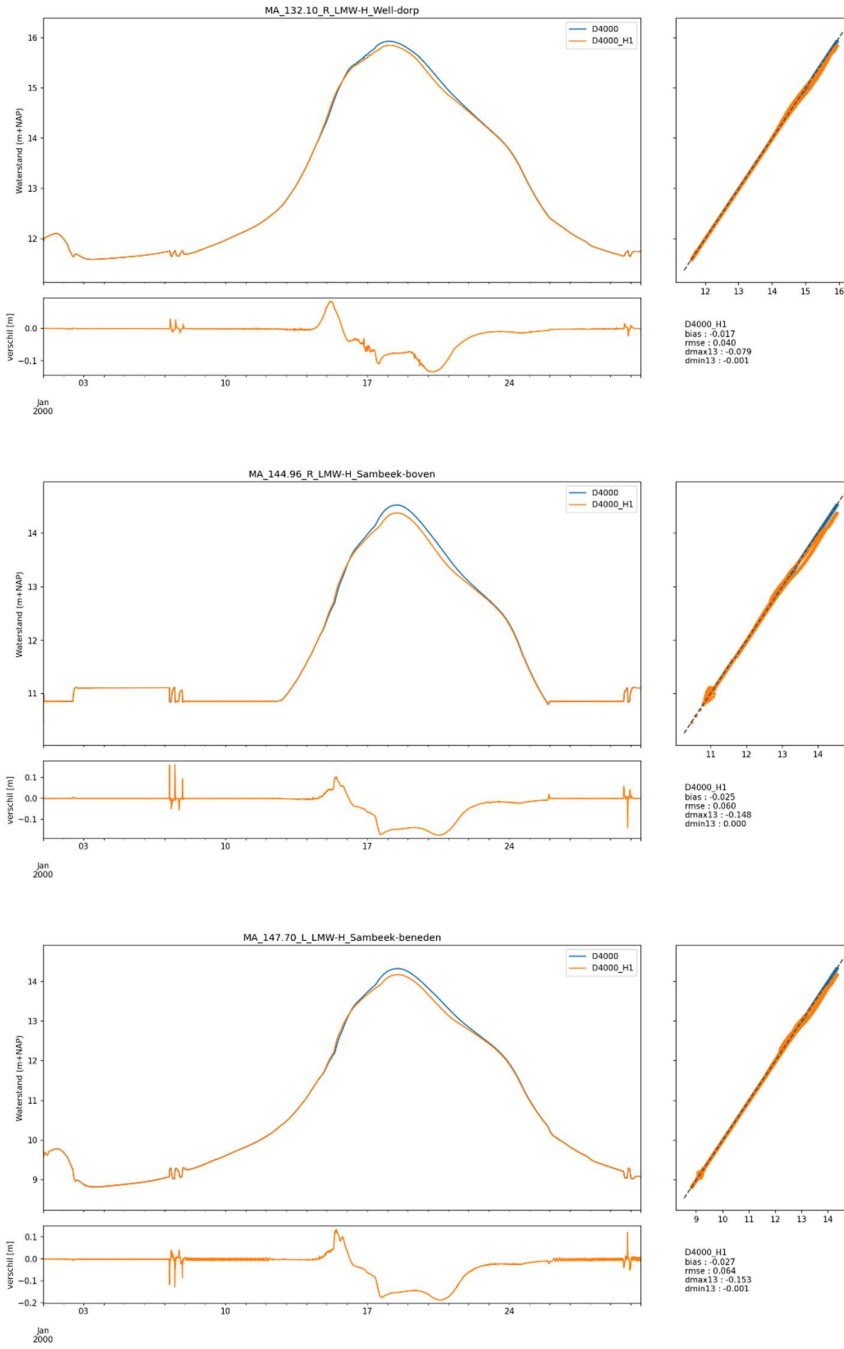 MA_132.10_R_LMW-H_Well-dorp
D4000
D4000_H1
Waterstand (m+NAP)
16
15
14
13
12
12 13 14 15 16
verschil [m]
0.0
−0.1
03 10 17 24
Jan
2000
D4000_H1
bias : -0.017
rmse : 0.040
dmax13 : -0.079
dmin13 : -0.001
MA_144.96_R_LMW-H_Sambeek-boven
D4000
D4000_H1
Waterstand (m+NAP)
14
13
12
11
11 12 13 14
verschil [m]
0.1
0.0
−0.1
03 10 17 24
Jan
2000
D4000_H1
bias : -0.025
rmse : 0.060
dmax13 : -0.148
dmin13 : 0.000
MA_147.70_L_LMW-H_Sambeek-beneden
D4000
D4000_H1
Waterstand (m+NAP)
14
13
12
11
10
9
9 10 11 12 13 14
verschil [m]
0.1
0.0
−0.1
−0.2
03 10 17 24
Jan
2000
D4000_H1
bias : -0.027
rmse : 0.064
dmax13 : -0.153
dmin13 : -0.001